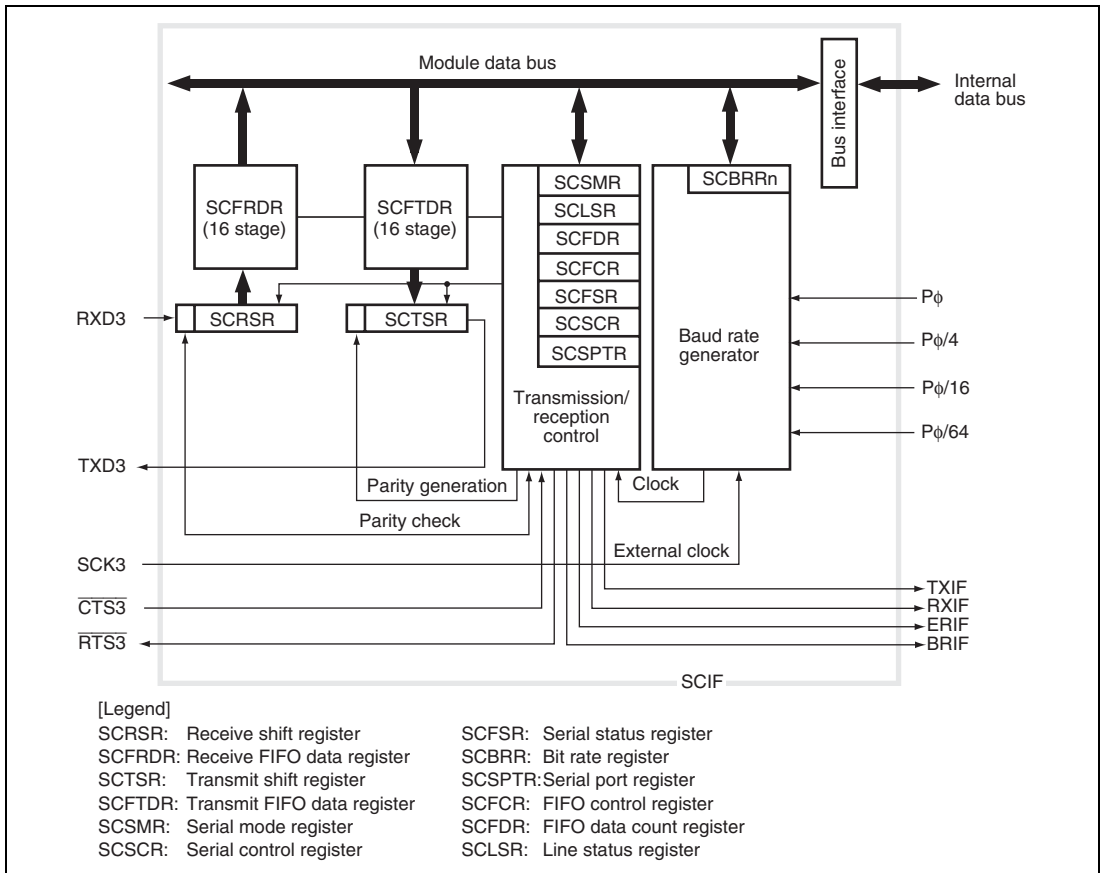 Module data bus
Bus interface
Internal
data bus
SCFRDR
(16 stage)
SCFTDR
(16 stage)
SCSMR
SCLSR
SCFDR
SCFCR
SCFSR
SCSCR
SCSPTR
Transmission/
reception
control
SCBRRn
Baud rate
generator
RXD3
SCRSR
SCTSR
Pϕ
Pϕ/4
Pϕ/16
Pϕ/64
TXD3
Parity generation
Clock
Parity check
SCK3
External clock
C̅T̅S̅3̅
R̅T̅S̅3̅
TXIF
RXIF
ERIF
BRIF
SCIF
[Legend]
SCRSR: Receive shift register
SCFRDR: Receive FIFO data register
SCTSR: Transmit shift register
SCFTDR: Transmit FIFO data register
SCSMR: Serial mode register
SCSCR: Serial control register
SCFSR: Serial status register
SCBRR: Bit rate register
SCSPTR:Serial port register
SCFCR: FIFO control register
SCFDR: FIFO data count register
SCLSR: Line status register